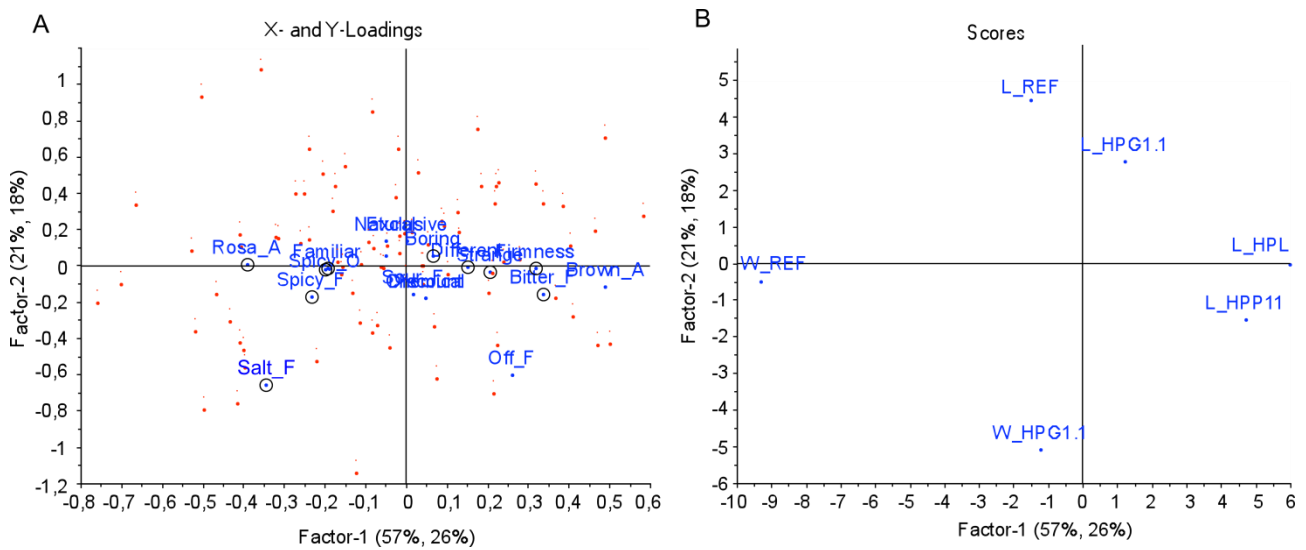 A
X- and Y-Loadings
Factor-2 (21%, 18%)
1
0,8
0,6
0,4
0,2
0
-0,2
-0,4
-0,6
-0,8
-1
-1,2
Rosa_A
Familiar
Spicy_O
Spicy_F
Salt_F
Boring
Different
Strange
Firmness
Bitter_F
Brown_A
Off_F
-0,8 -0,7 -0,6 -0,5 -0,4 -0,3 -0,2 -0,1 0 0,1 0,2 0,3 0,4 0,5 0,6
Factor-1 (57%, 26%)
B
Scores
Factor-2 (21%, 18%)
5
4
3
2
1
0
-1
-2
-3
-4
-5
-6
L_REF
L_HPG1.1
L_HPL
W_REF
L_HPP11
W_HPG1.1
-10 -9 -8 -7 -6 -5 -4 -3 -2 -1 0 1 2 3 4 5 6
Factor-1 (57%, 26%)